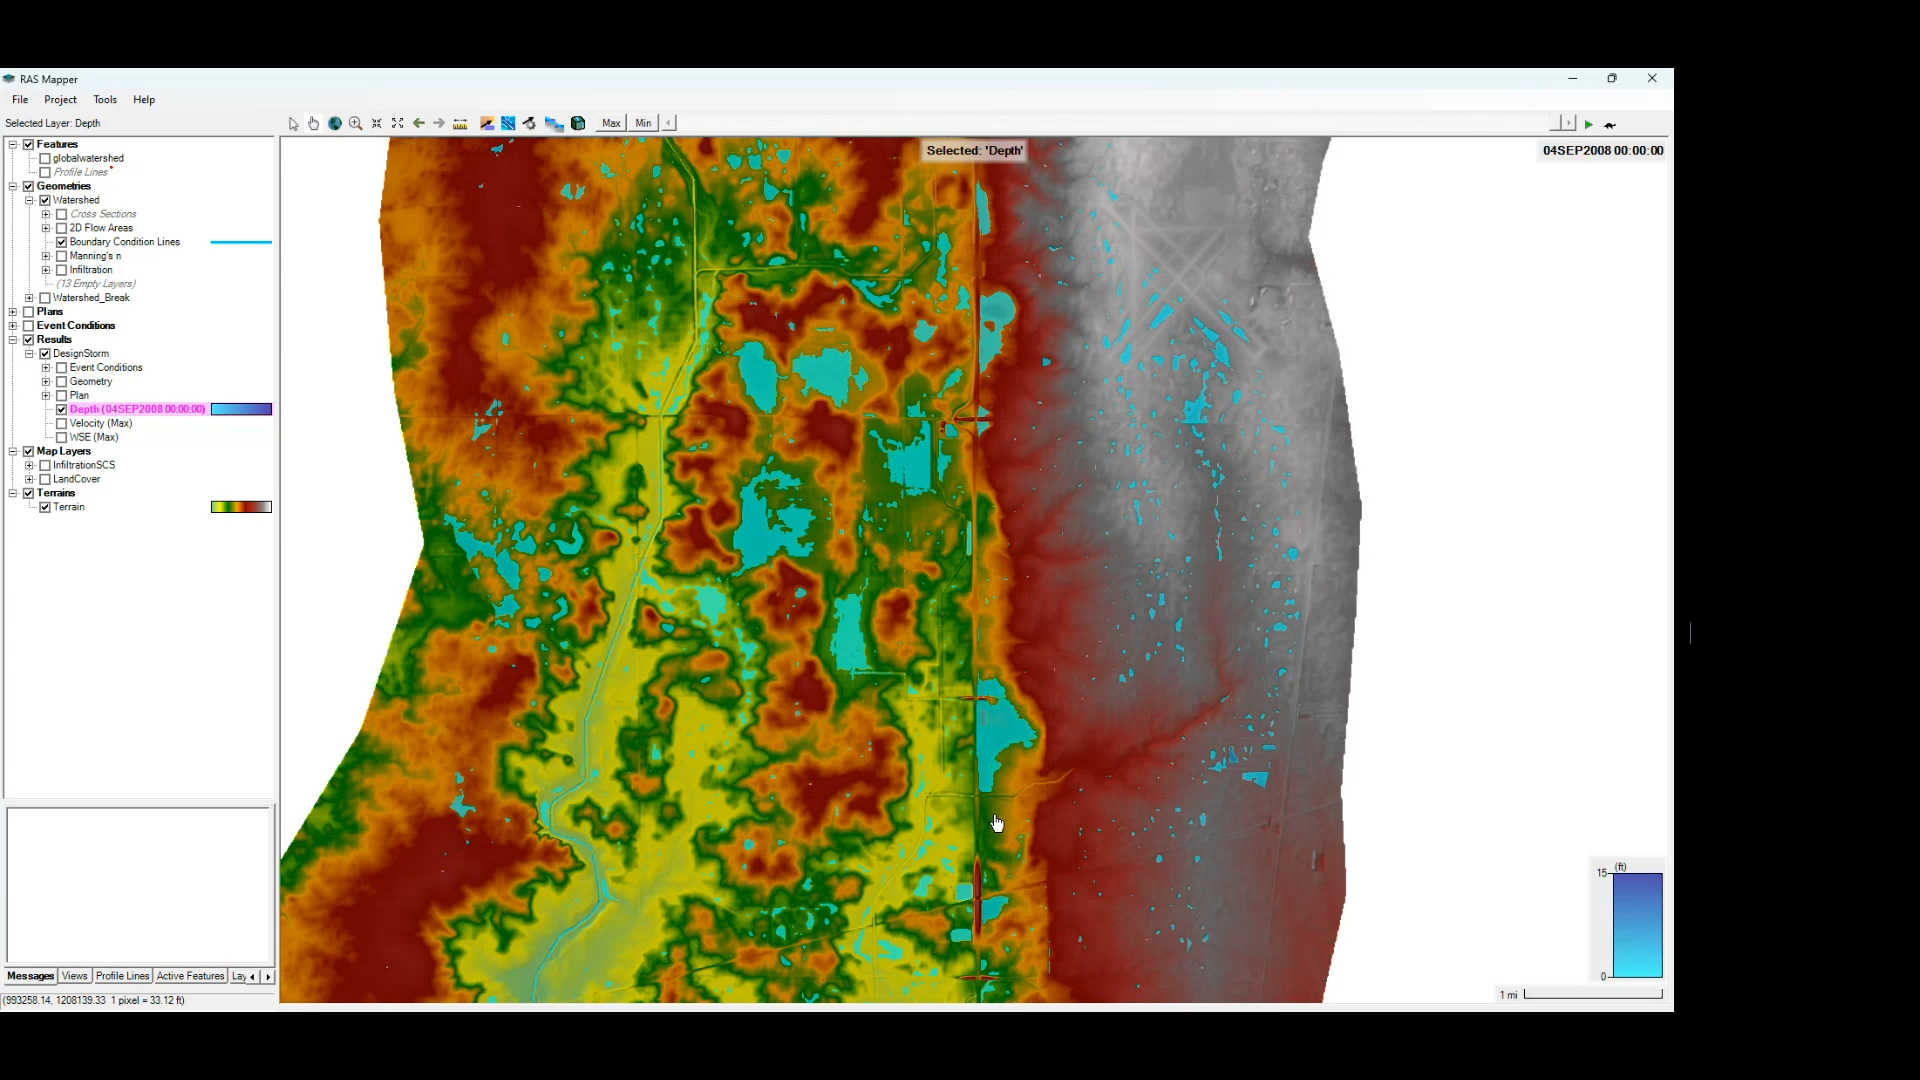 RAS Mapper
File Project Tools Help
Selected Layer: Depth
Max Min
Features
globalwatershed
Profile Lines *
Geometries
Watershed
Cross Sections
2D Flow Areas
Boundary Condition Lines
Manning's n
Infiltration
(13 Empty Layers)
Watershed_Break
Plans
Event Conditions
Results
DesignStorm
Event Conditions
Geometry
Plan
Depth (04SEP2008 00:00:00)
Velocity (Max)
WSE (Max)
Map Layers
InfiltrationSCS
LandCover
Terrains
Terrain
Selected: 'Depth'
04SEP2008 00:00:00
(ft)
15
0
1 mi
Messages Views Profile Lines Active Features Lay
(993258.14, 1208139.33 1 pixel = 33.12 ft)